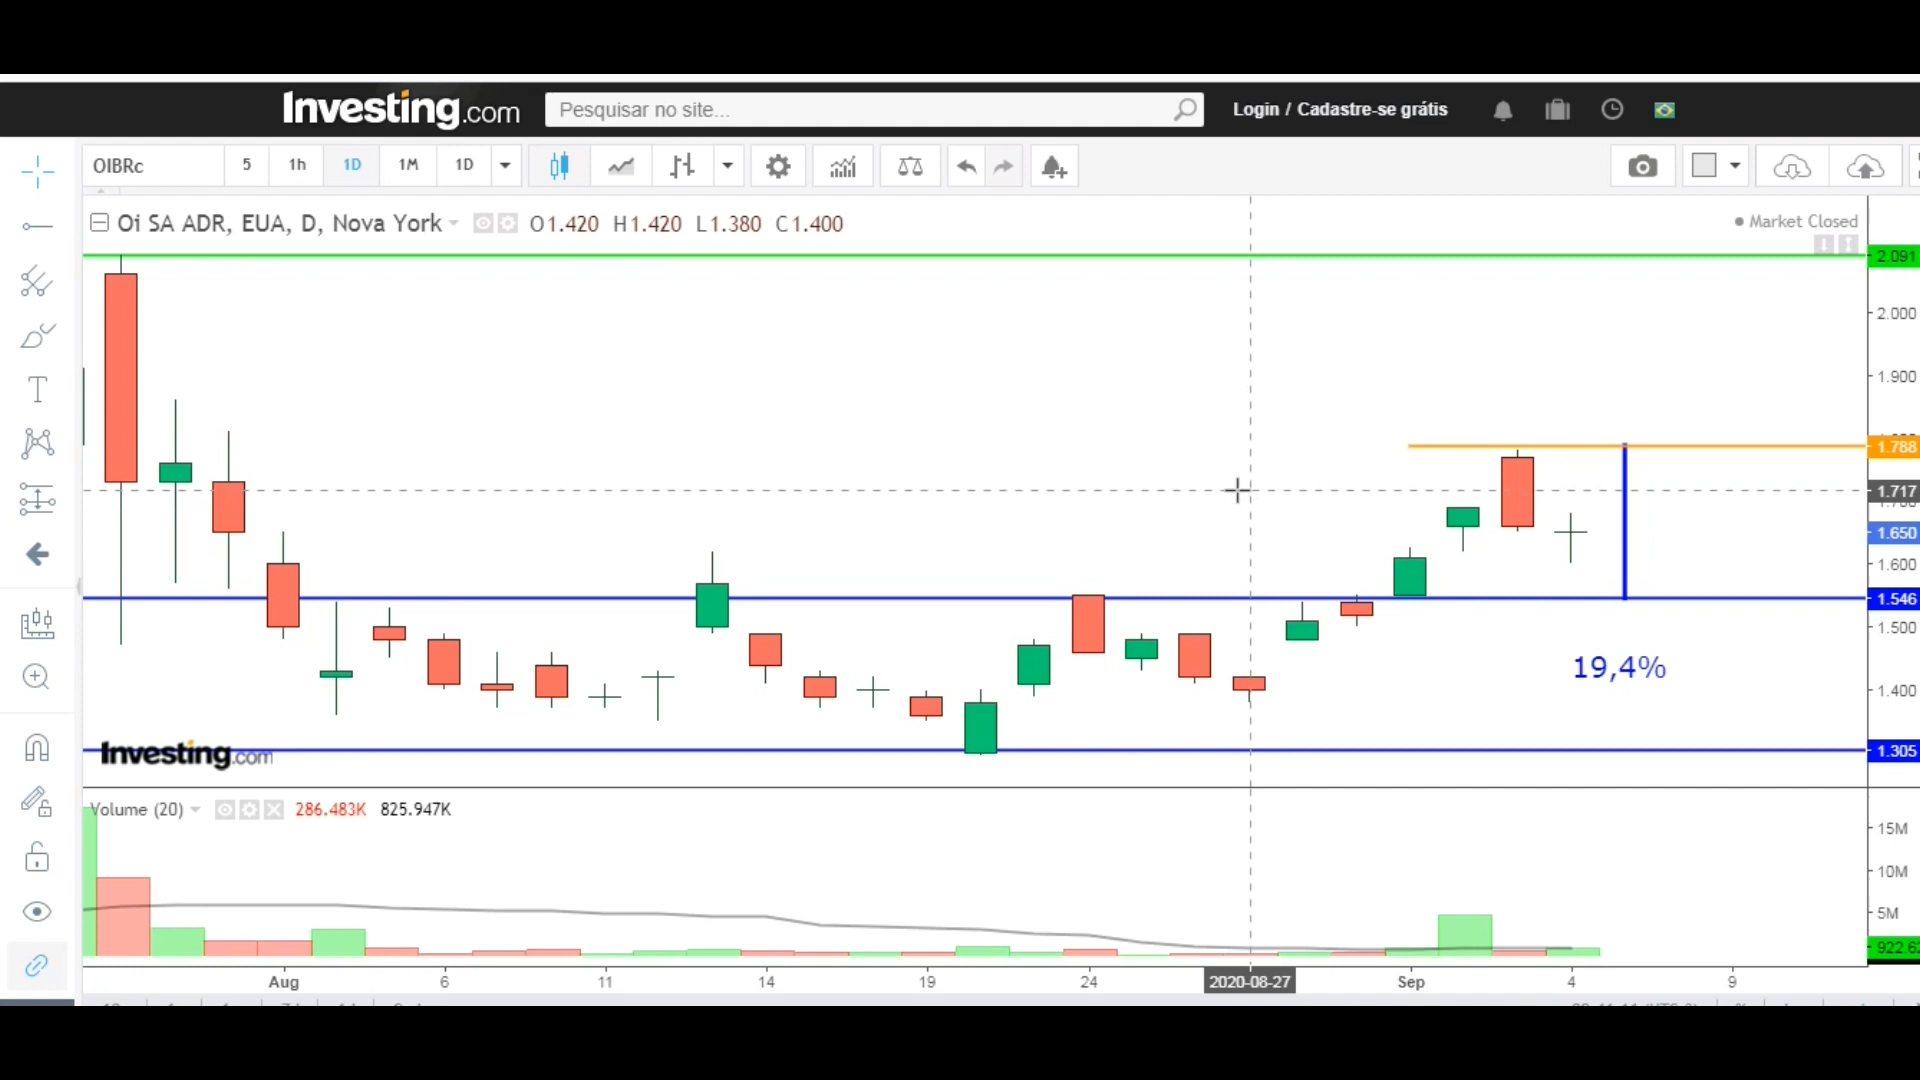 Investing.com
Pesquisar no site...
Login / Cadastre-se grátis
OIBRc 5 1h 1D 1M 1D
Oi SA ADR, EUA, D, Nova York O1.420 H1.420 L1.380 C1.400
Market Closed
2.091
2.000
1.900
1.788
1.717
1.650
1.600
1.546
1.500
19,4%
1.400
Investing.com
1.305
Volume (20) 286.483K 825.947K
15M
10M
5M
922.62
Aug 6 11 14 19 24 2020-08-27 Sep 4 9